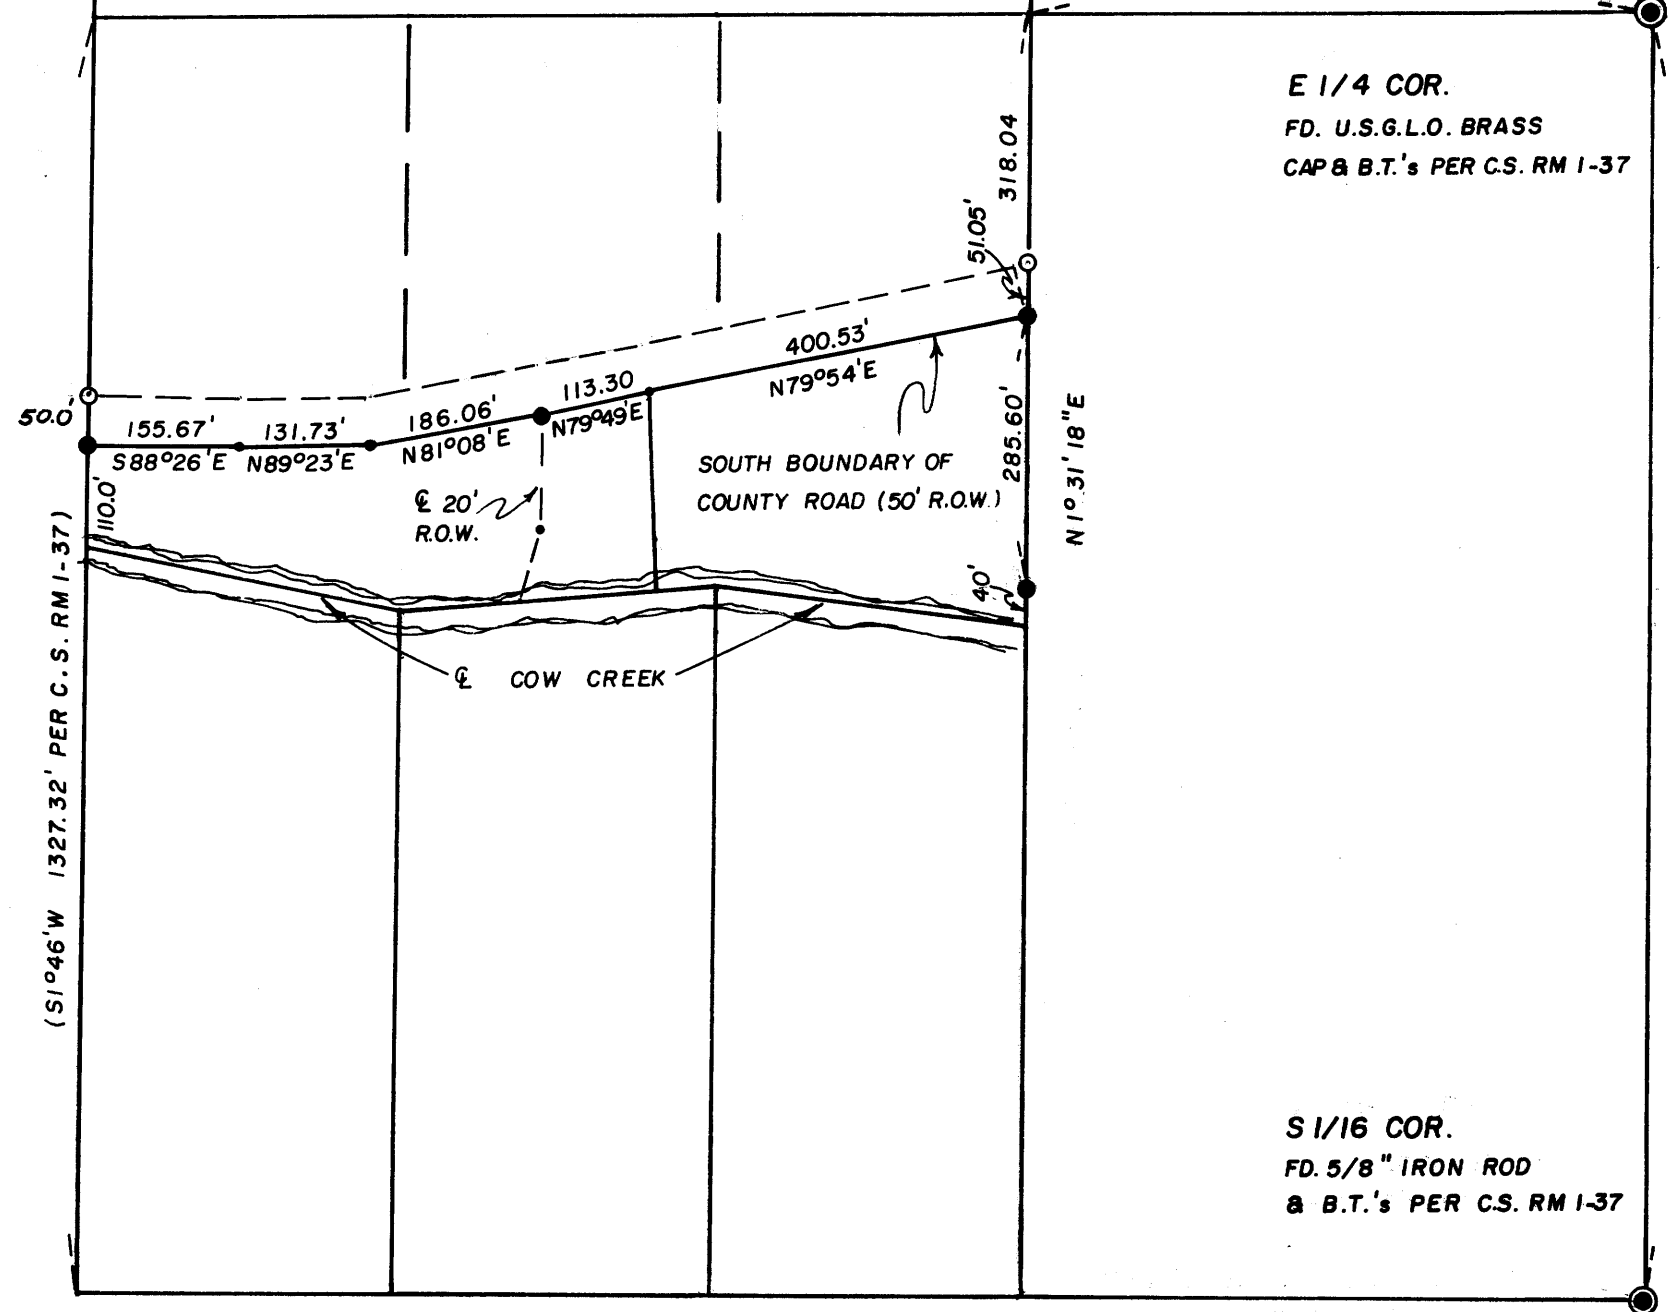 E 1/4 COR.
FD. U.S.G.L.O. BRASS
CAP & B.T.'s PER C.S. RM 1-37
318.04
51.05'
400.53'
N79°54'E
113.30
N79°49'E
186.06'
N81°08'E
50.0'
155.67'
S88°26'E
131.73'
N89°23'E
110.0'
℄ 20'
R.O.W.
SOUTH BOUNDARY OF
COUNTY ROAD (50' R.O.W.)
285.60'
N1°31'18"E
40'
℄ COW CREEK
(S1°46'W 1327.32' PER C.S. RM 1-37)
S 1/16 COR.
FD. 5/8" IRON ROD
& B.T.'s PER C.S. RM 1-37